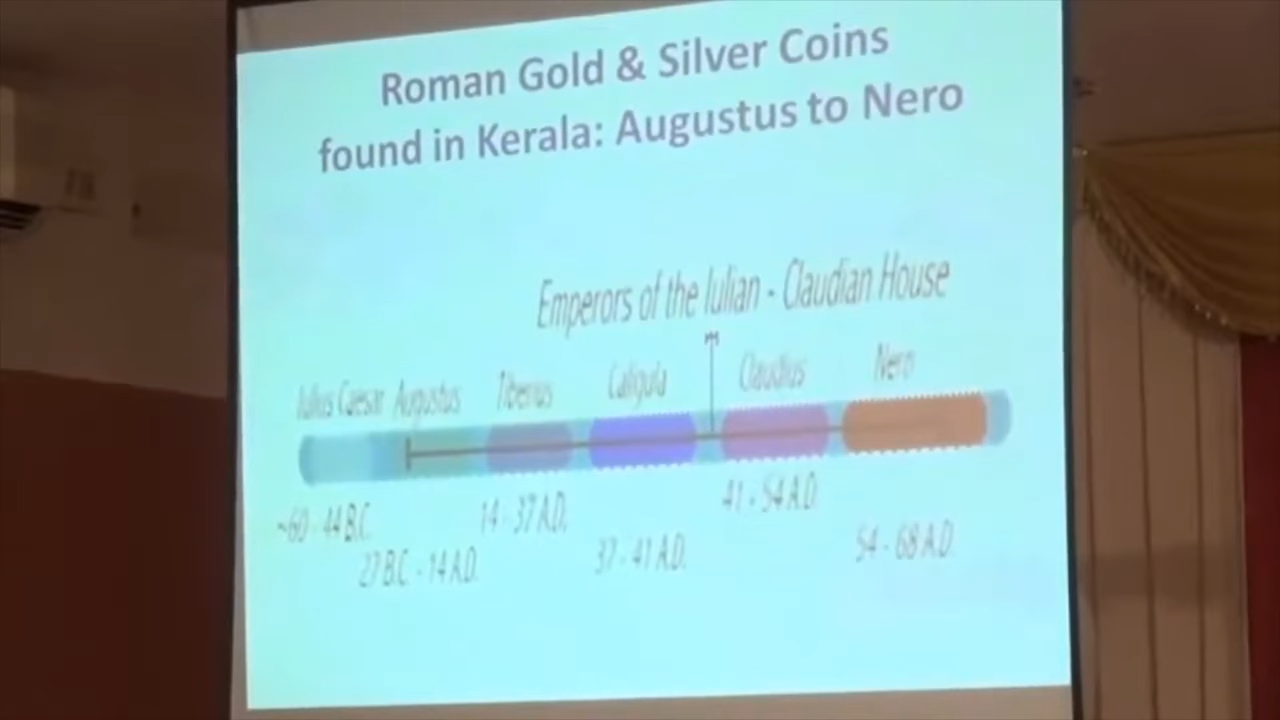 Roman Gold & Silver Coins
found in Kerala: Augustus to Nero
Emperors of the Iulian - Claudian House
Iulius Caesar Augustus Tiberius Caligula Claudius Nero
~60 - 44 B.C. 14 - 37 A.D. 41 - 54 A.D.
27 B.C - 14 A.D. 37 - 41 A.D. 54 - 68 A.D.